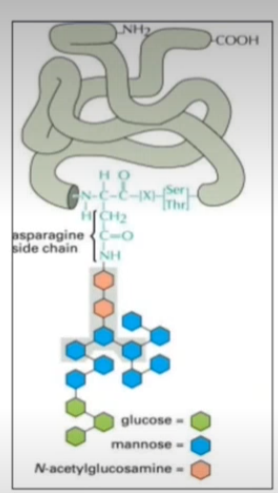 NH2
COOH
H O
N-C-C-[X]-[Ser
Thr]
H CH2
asparagine
side chain
C=O
NH
glucose =
mannose =
N-acetylglucosamine =